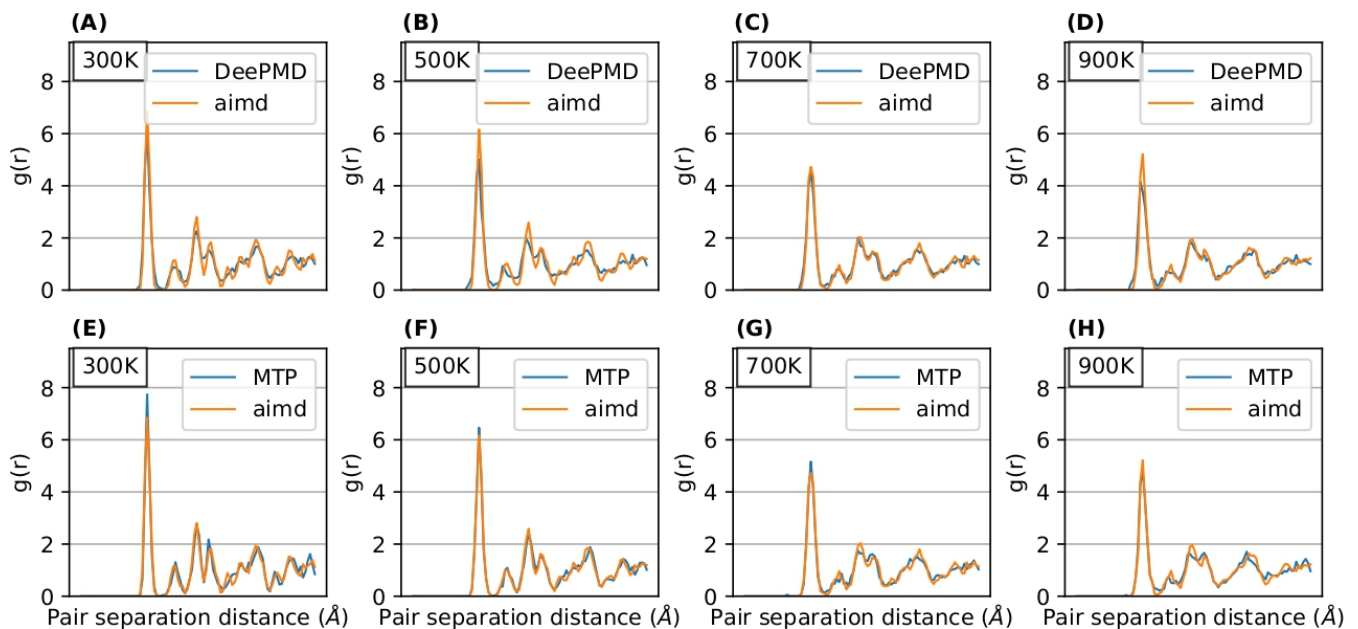 (A)
(B)
(C)
(D)
300K
DeePMD
aimd
500K
DeePMD
aimd
700K
DeePMD
aimd
900K
DeePMD
aimd
g(r)
8
6
4
2
0
g(r)
8
6
4
2
0
g(r)
8
6
4
2
0
g(r)
8
6
4
2
0
(E)
(F)
(G)
(H)
300K
MTP
aimd
500K
MTP
aimd
700K
MTP
aimd
900K
MTP
aimd
g(r)
8
6
4
2
0
g(r)
8
6
4
2
0
g(r)
8
6
4
2
0
g(r)
8
6
4
2
0
Pair separation distance (Å)
Pair separation distance (Å)
Pair separation distance (Å)
Pair separation distance (Å)